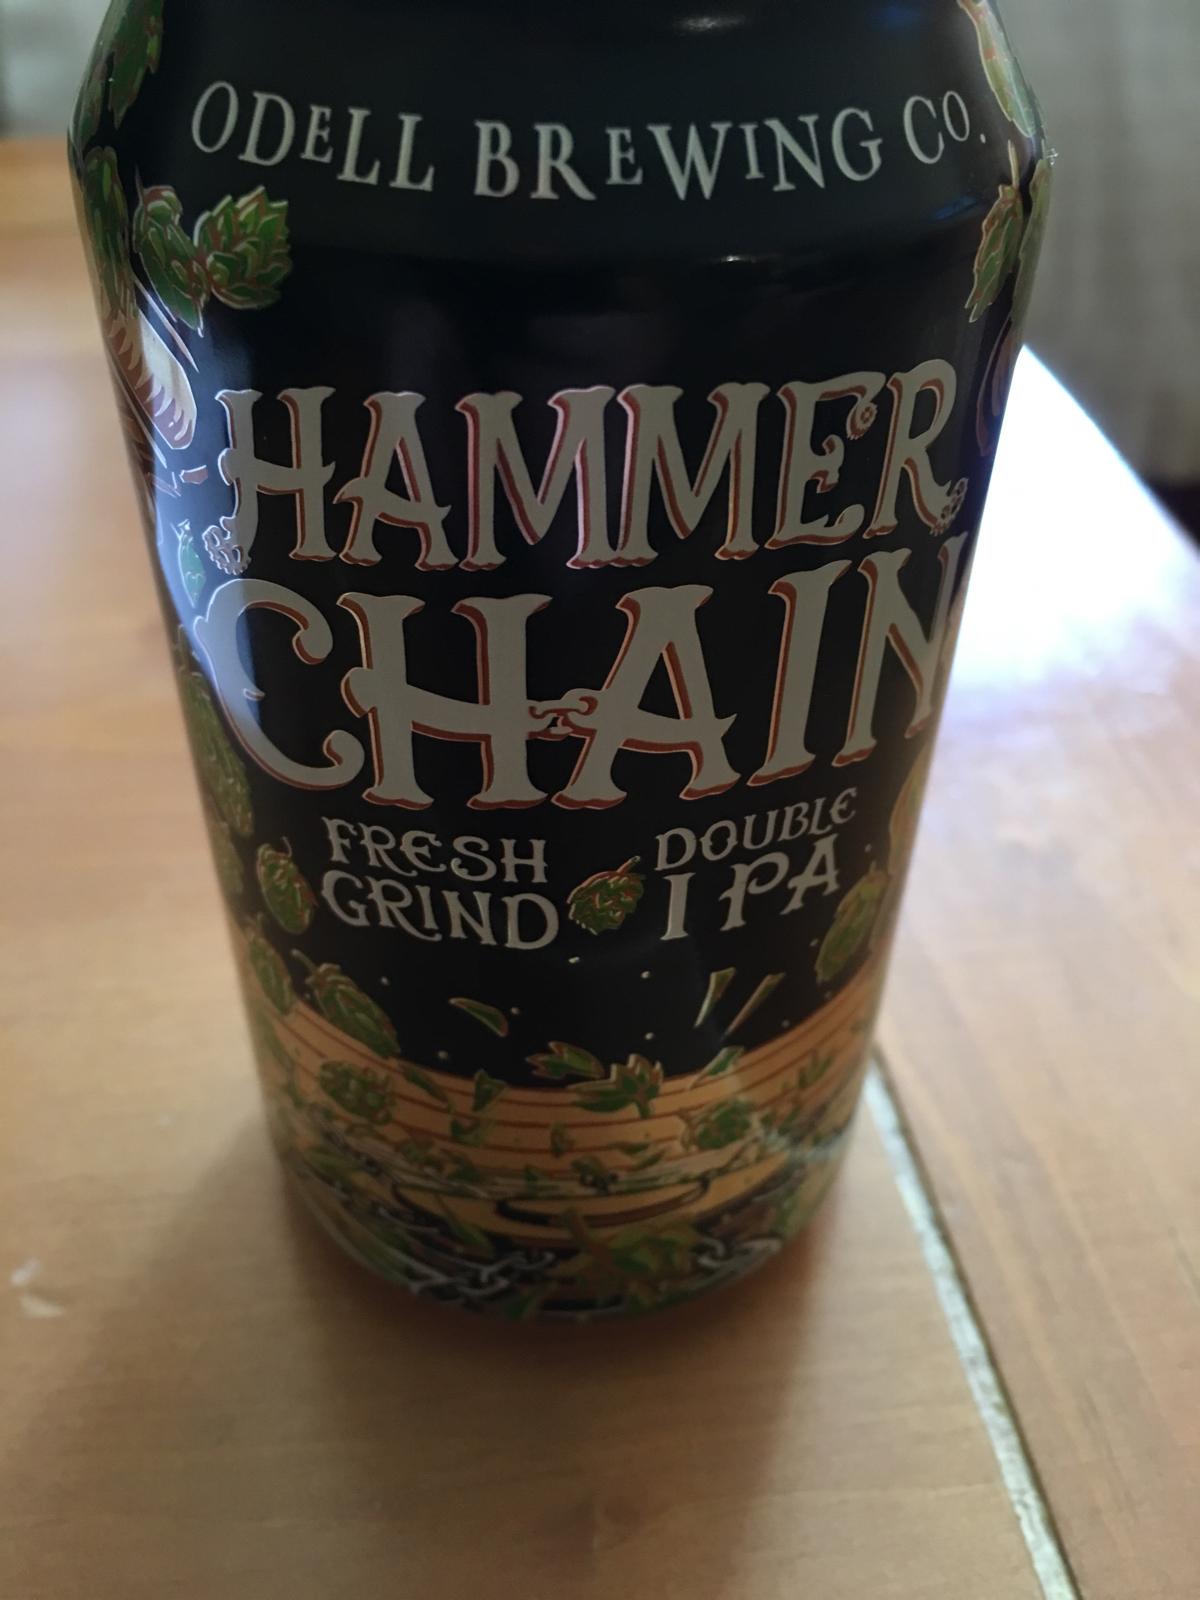 ODELL BREWING CO.
HAMMER
CHAIN
FRESH
GRIND
DOUBLE
IPA